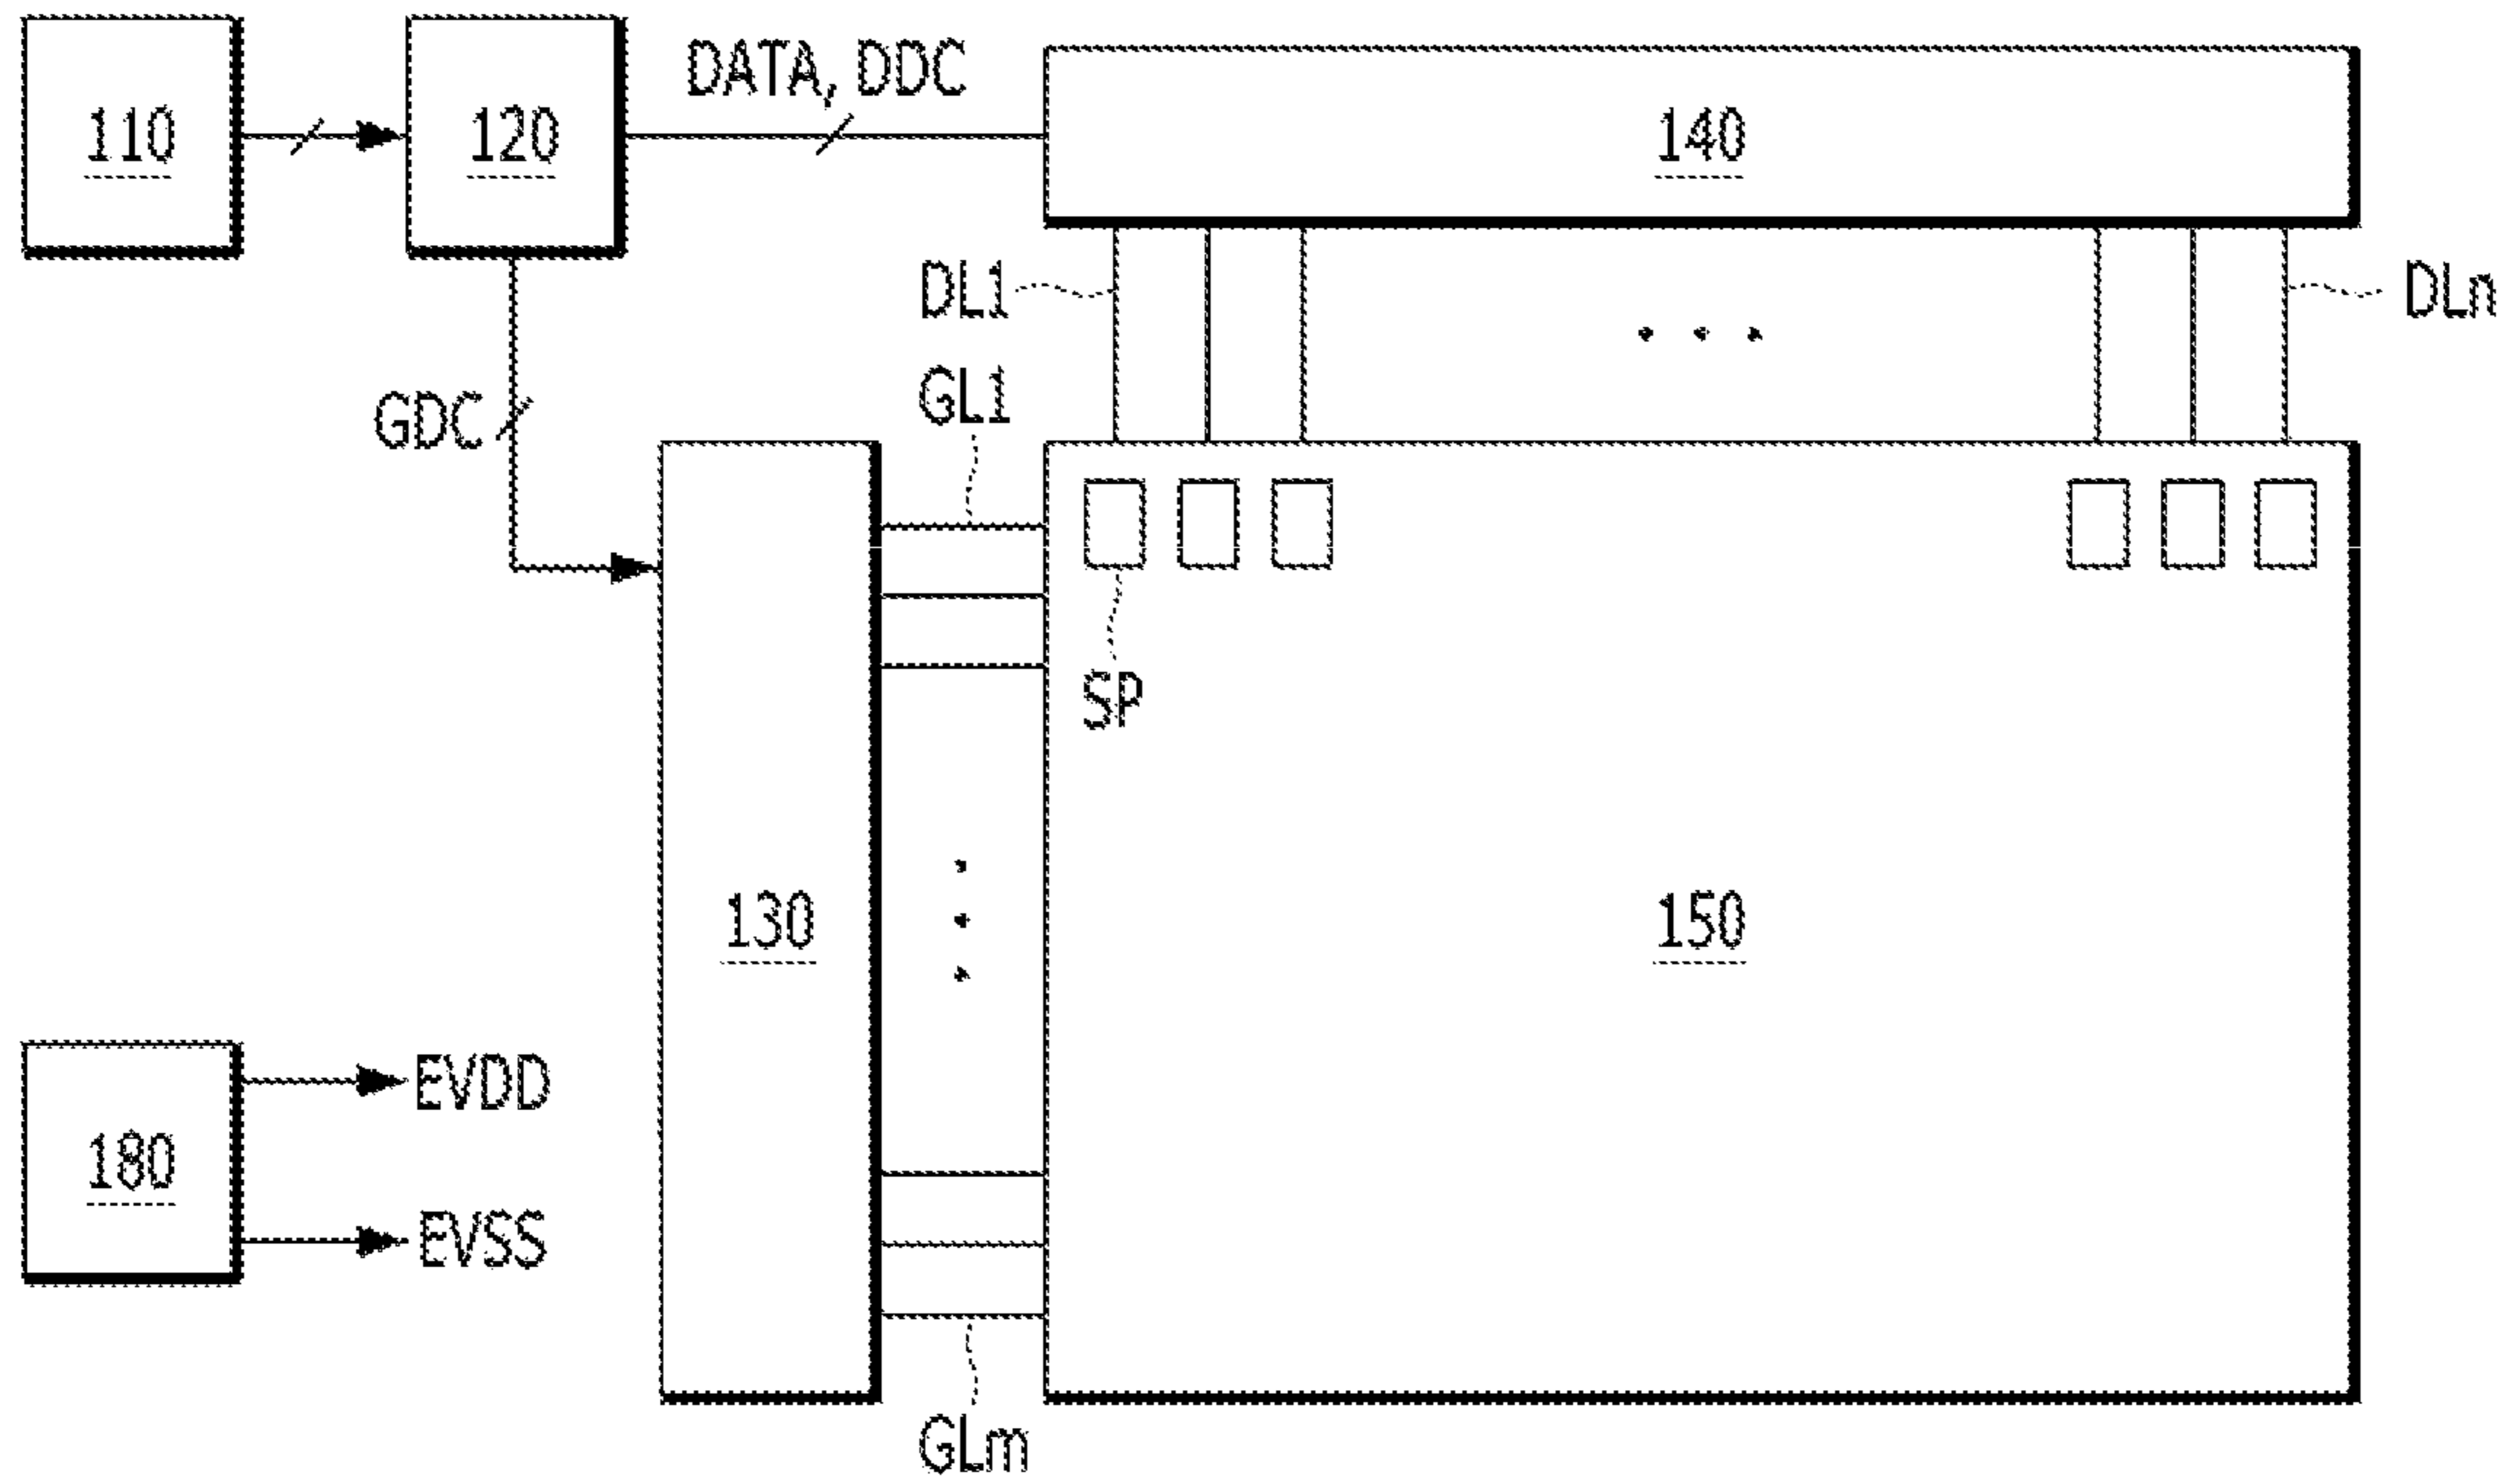 110
120
DATA, DDC
140
DL1
DLn
GL1
GDC
SP
130
150
EVDD
180
EVSS
GLm